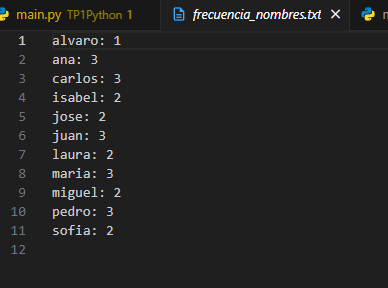 main.py TP1Python 1 frecuencia_nombres.txt
1 alvaro: 1
2 ana: 3
3 carlos: 3
4 isabel: 2
5 jose: 2
6 juan: 3
7 laura: 2
8 maria: 3
9 miguel: 2
10 pedro: 3
11 sofia: 2
12